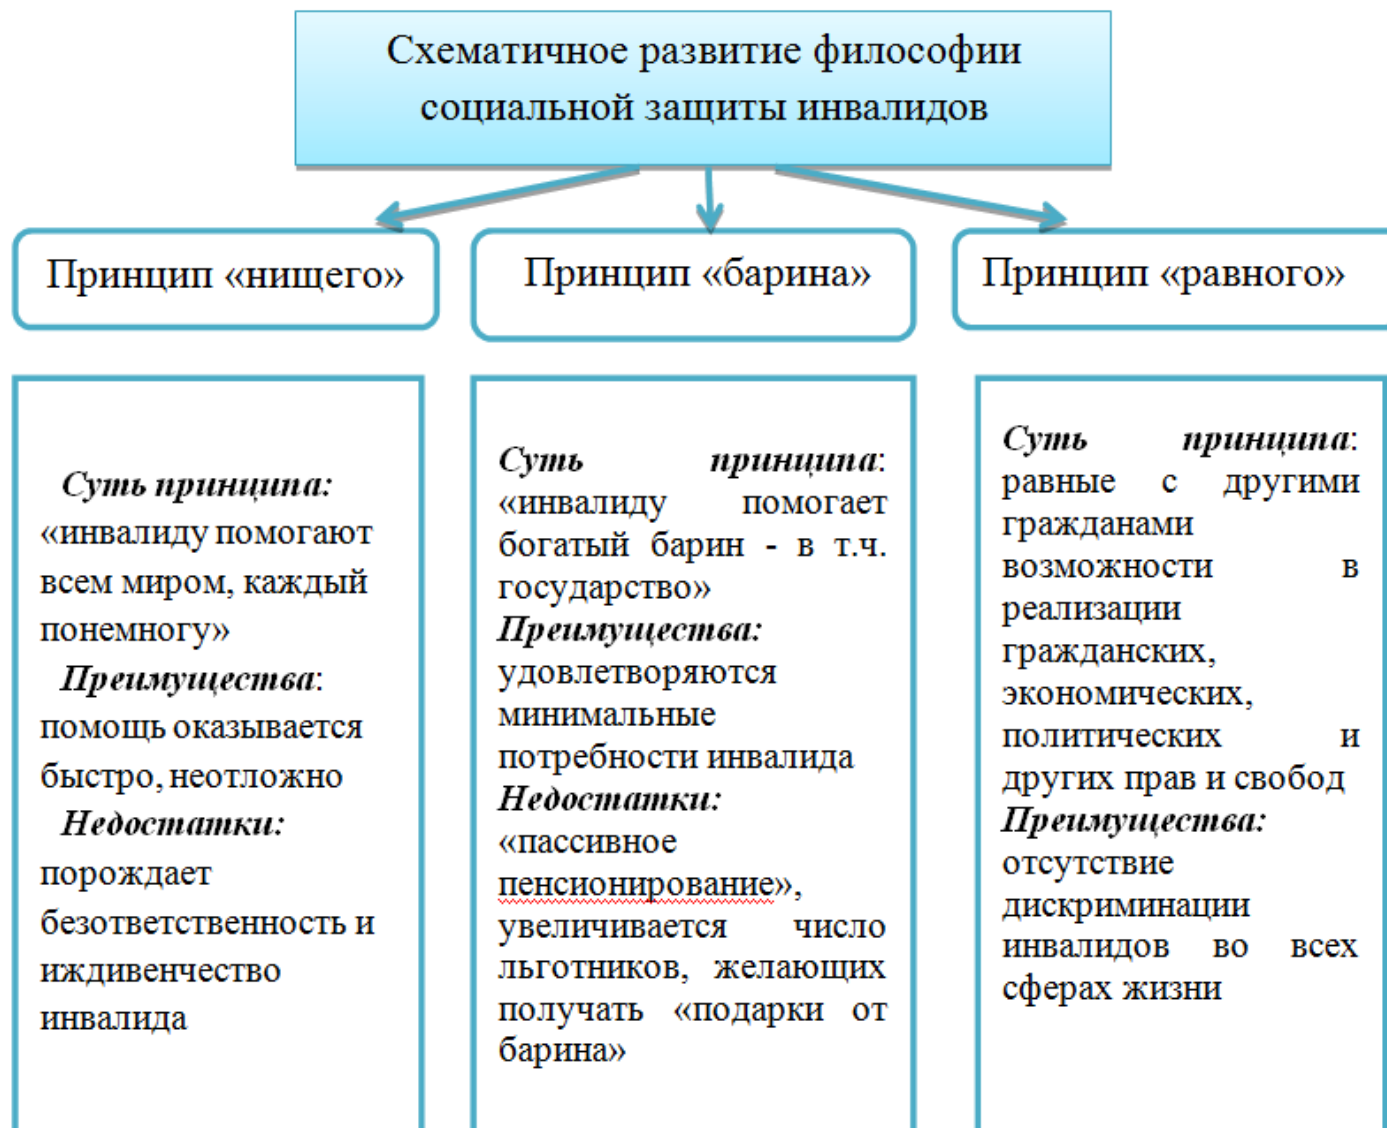 Схематичное развитие философии
социальной защиты инвалидов
Принцип «нищего»
Принцип «барина»
Принцип «равного»
Суть принципа:
«инвалиду помогают
всем миром, каждый
понемногу»
Преимущества:
помощь оказывается
быстро, неотложно
Недостатки:
порождает
безответственность и
иждивенчество
инвалида
Суть принципа:
«инвалиду помогает
богатый барин - в т.ч.
государство»
Преимущества:
удовлетворяются
минимальные
потребности инвалида
Недостатки:
«пассивное
пенсионирование»,
увеличивается число
льготников, желающих
получать «подарки от
барина»
Суть принципа:
равные с другими
гражданами
возможности в
реализации
гражданских,
экономических,
политических и
других прав и свобод
Преимущества:
отсутствие
дискриминации
инвалидов во всех
сферах жизни